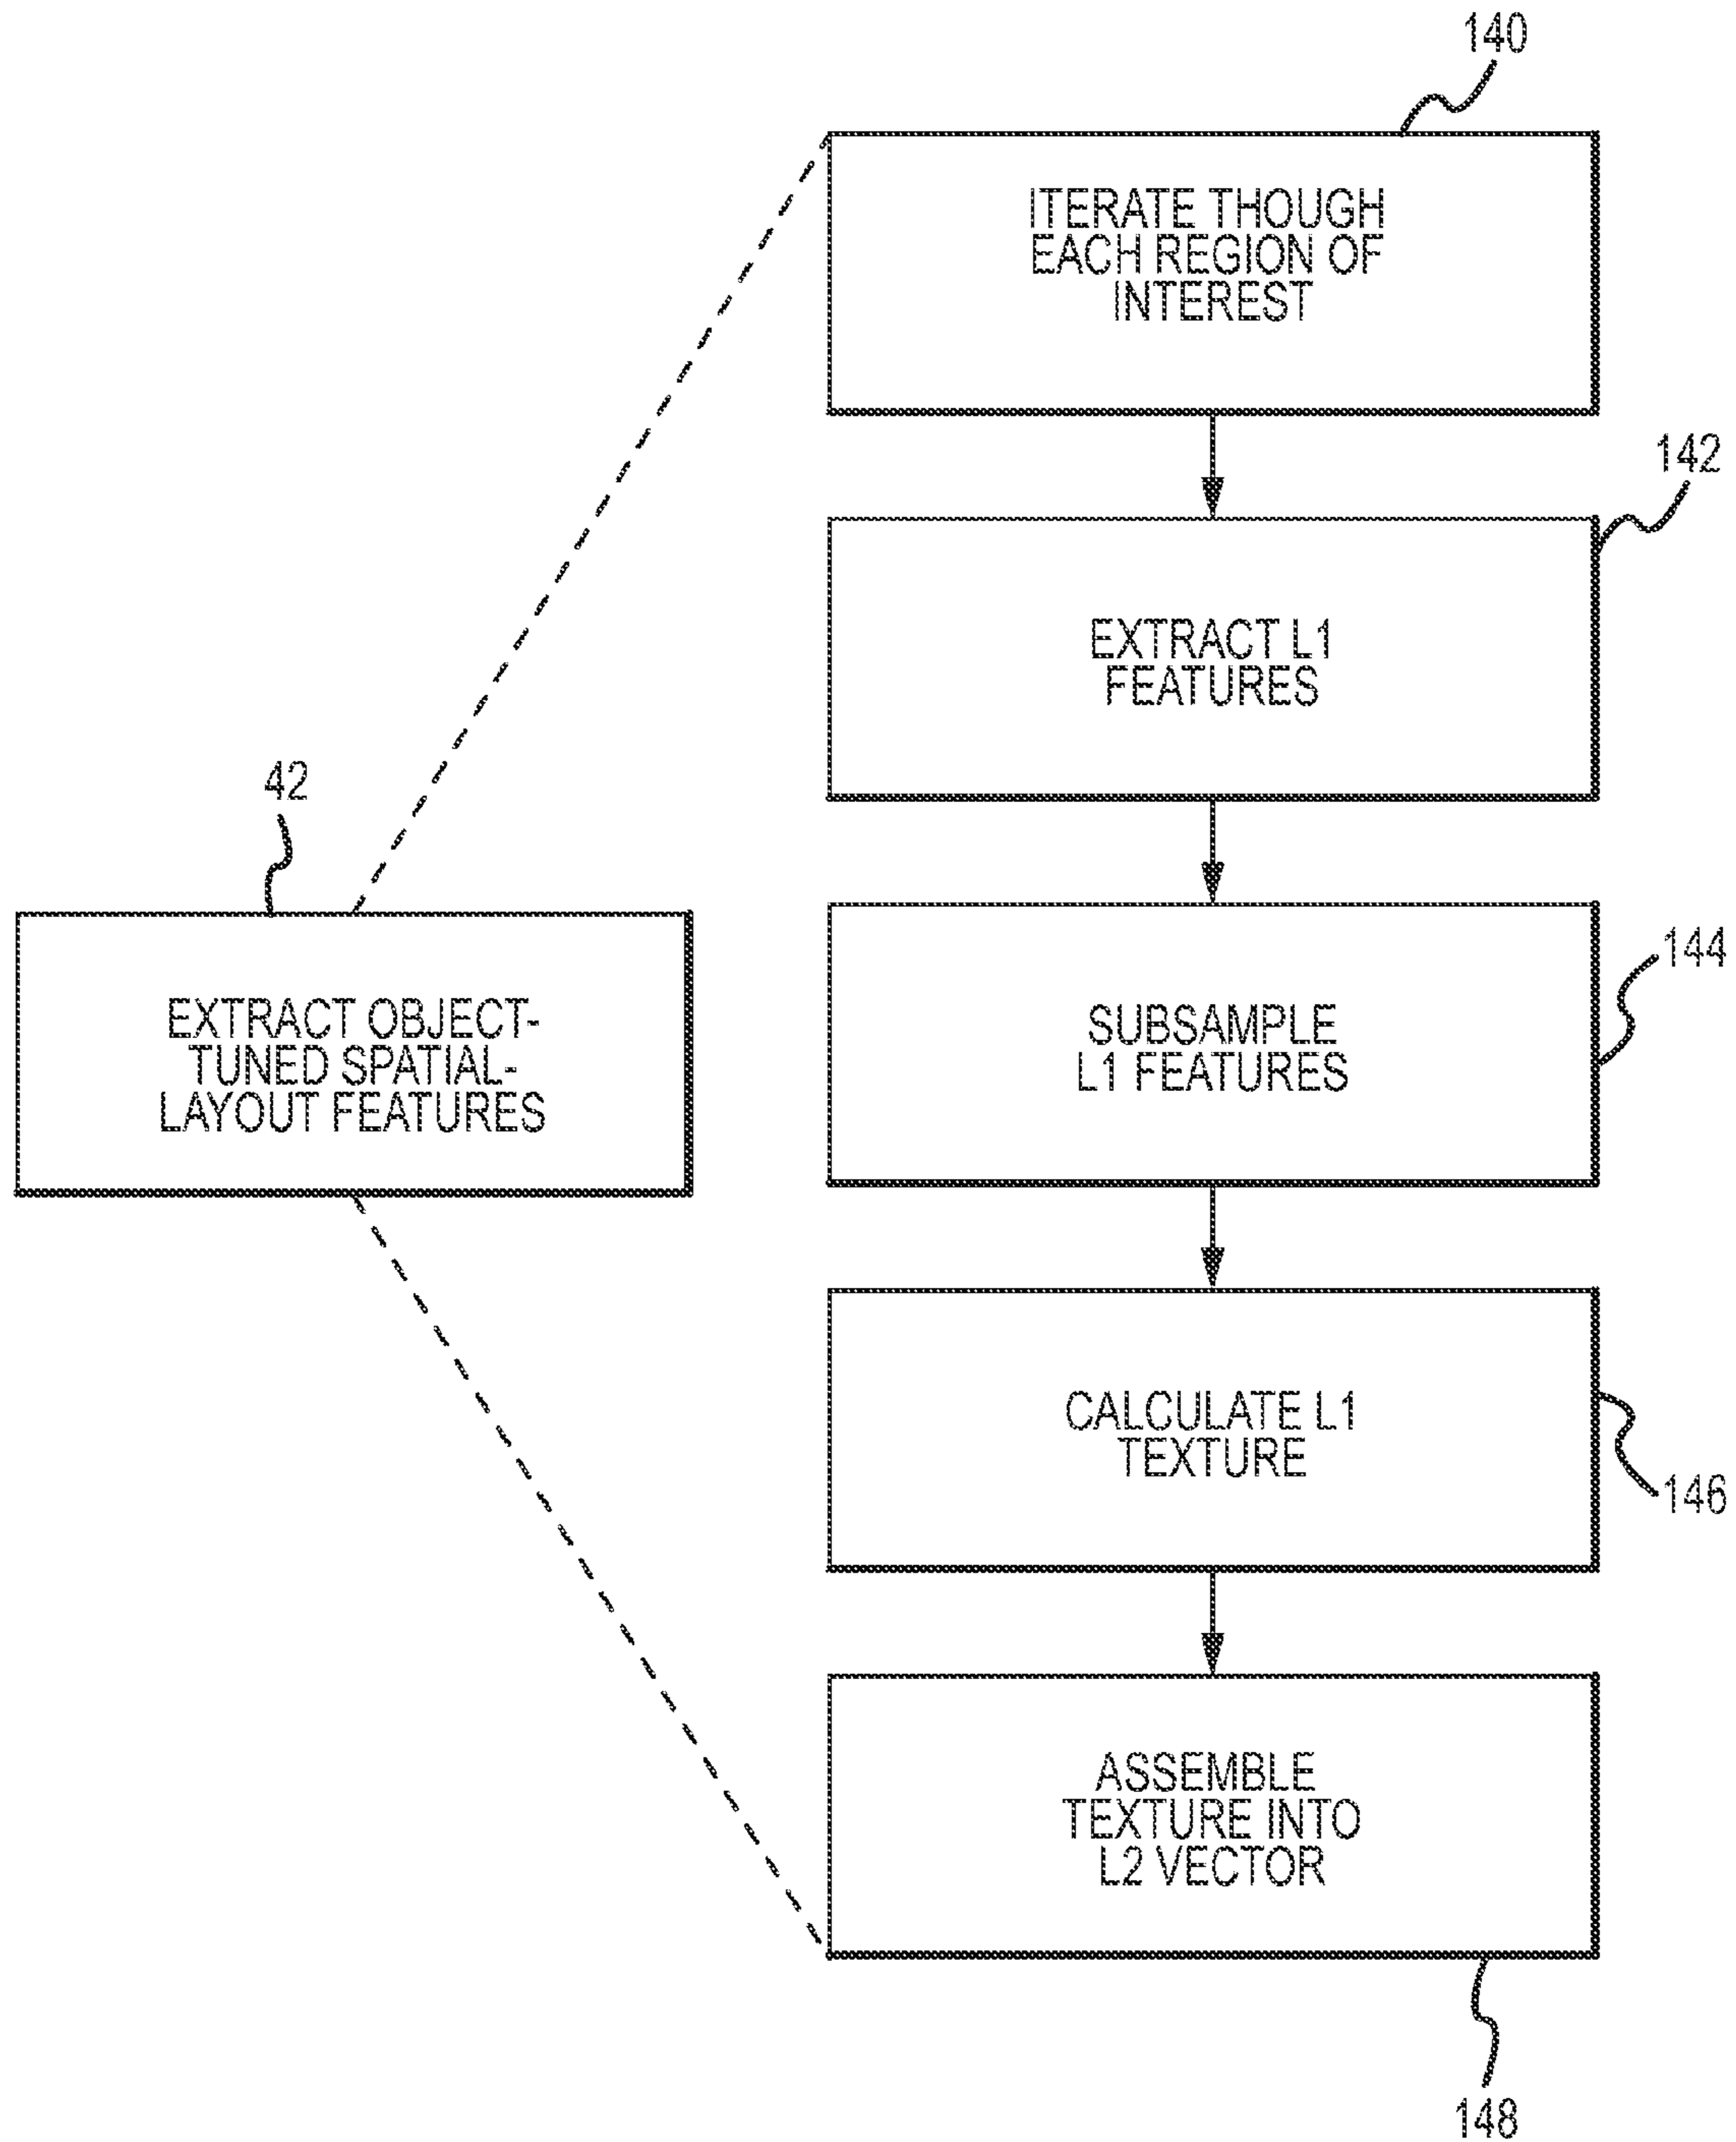 140
ITERATE THOUGH
EACH REGION OF
INTEREST
142
EXTRACT L1
FEATURES
42
EXTRACT OBJECT-
TUNED SPATIAL-
LAYOUT FEATURES
144
SUBSAMPLE
L1 FEATURES
CALCULATE L1
TEXTURE
146
ASSEMBLE
TEXTURE INTO
L2 VECTOR
148